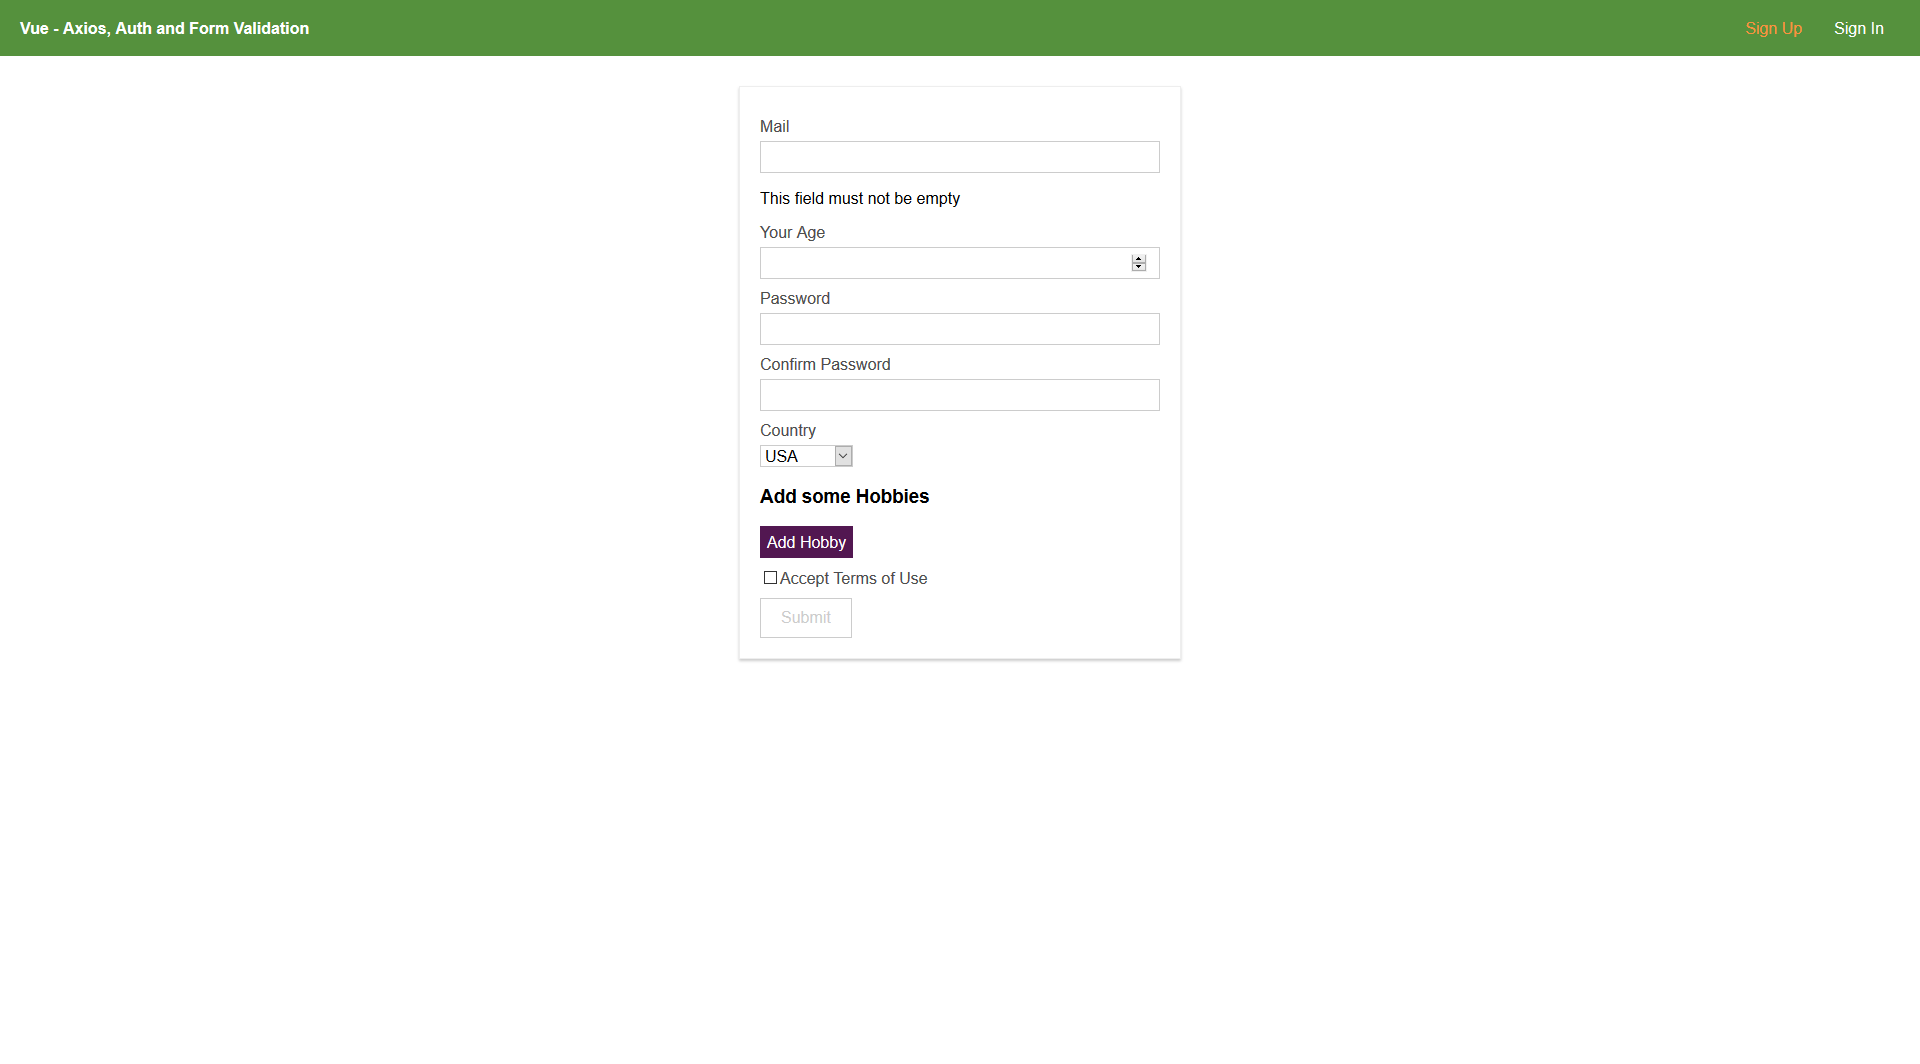 Vue - Axios, Auth and Form Validation
Sign Up
Sign In
Mail
This field must not be empty
Your Age
Password
Confirm Password
Country
USA
Add some Hobbies
Add Hobby
Accept Terms of Use
Submit